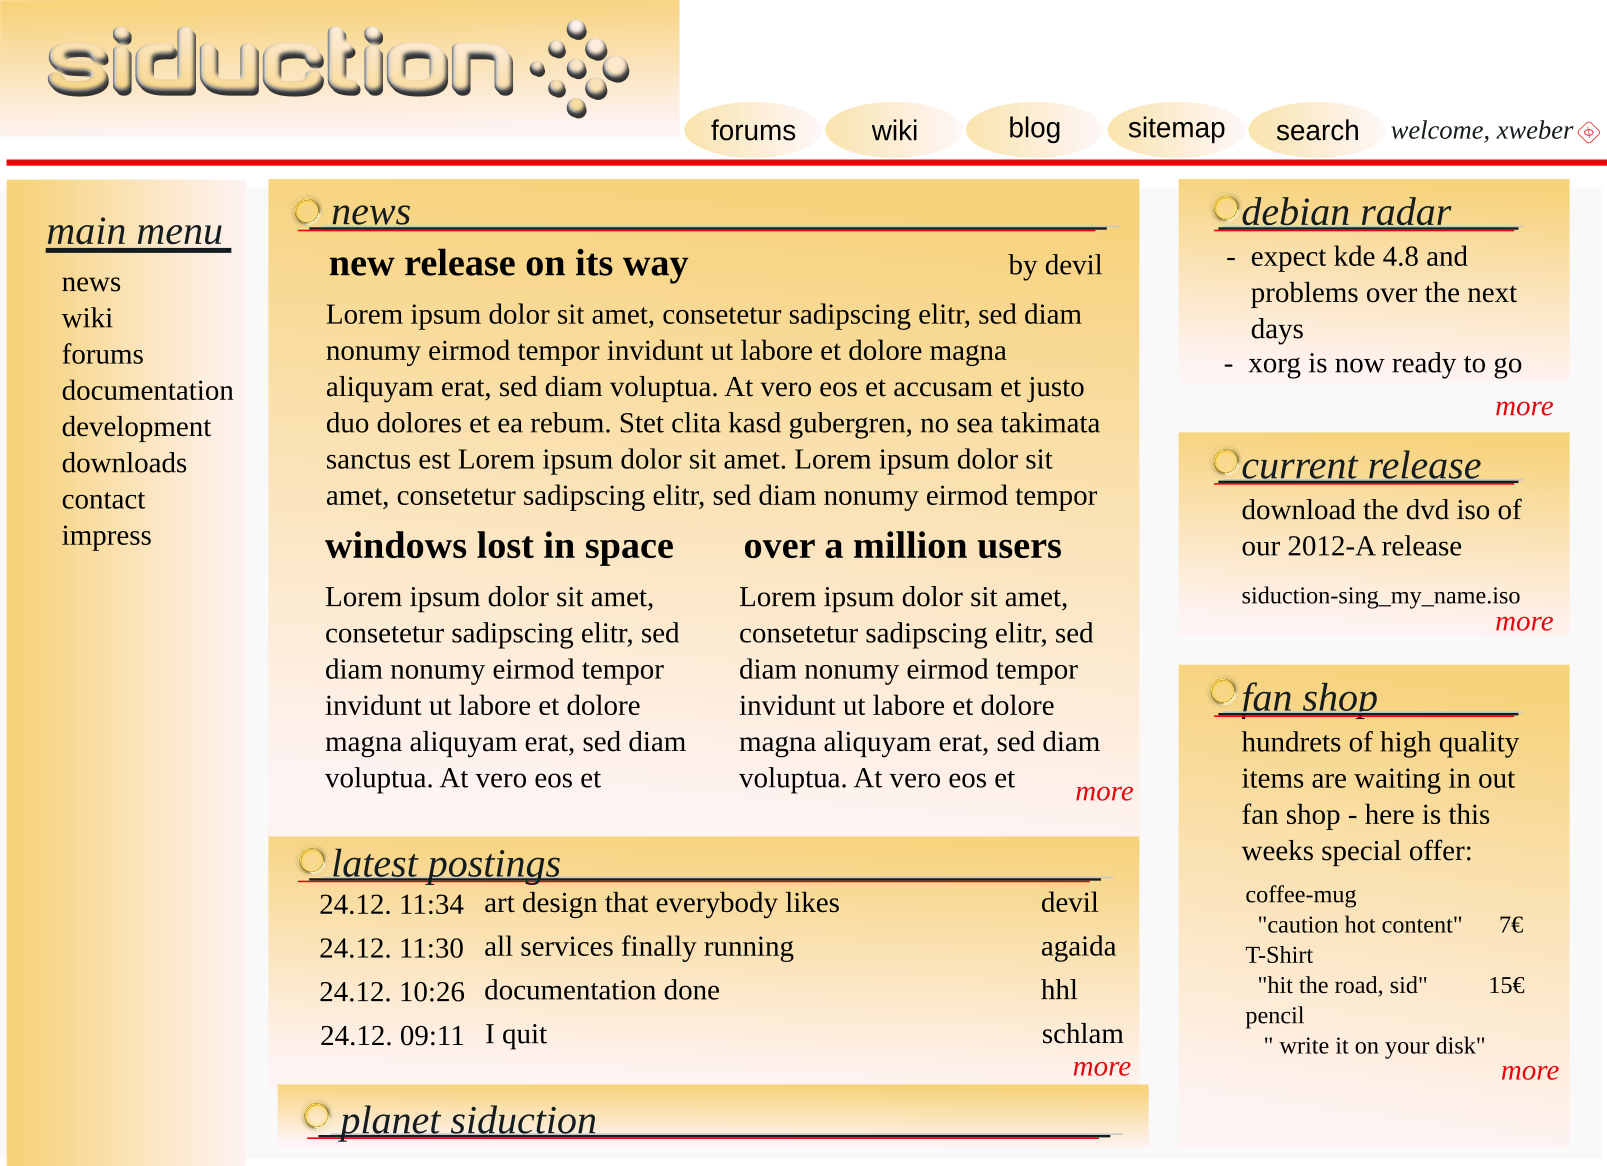 siduction
forums wiki blog sitemap search welcome, xweber
main menu
news
wiki
forums
documentation
development
downloads
contact
impress
news
new release on its way by devil
Lorem ipsum dolor sit amet, consetetur sadipscing elitr, sed diam
nonumy eirmod tempor invidunt ut labore et dolore magna
aliquyam erat, sed diam voluptua. At vero eos et accusam et justo
duo dolores et ea rebum. Stet clita kasd gubergren, no sea takimata
sanctus est Lorem ipsum dolor sit amet. Lorem ipsum dolor sit
amet, consetetur sadipscing elitr, sed diam nonumy eirmod tempor
windows lost in space
Lorem ipsum dolor sit amet,
consetetur sadipscing elitr, sed
diam nonumy eirmod tempor
invidunt ut labore et dolore
magna aliquyam erat, sed diam
voluptua. At vero eos et
over a million users
Lorem ipsum dolor sit amet,
consetetur sadipscing elitr, sed
diam nonumy eirmod tempor
invidunt ut labore et dolore
magna aliquyam erat, sed diam
voluptua. At vero eos et
more
latest postings
24.12. 11:34 art design that everybody likes devil
24.12. 11:30 all services finally running agaida
24.12. 10:26 documentation done hhl
24.12. 09:11 I quit schlam
more
planet siduction
debian radar
- expect kde 4.8 and
problems over the next
days
- xorg is now ready to go
more
current release
download the dvd iso of
our 2012-A release
siduction-sing_my_name.iso
more
fan shop
hundrets of high quality
items are waiting in out
fan shop - here is this
weeks special offer:
coffee-mug
"caution hot content" 7€
T-Shirt
"hit the road, sid" 15€
pencil
" write it on your disk"
more